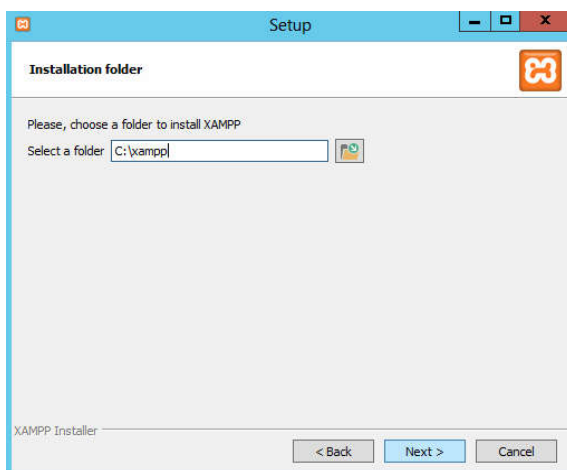 Setup
Installation folder
Please, choose a folder to install XAMPP
Select a folder C:\xampp
XAMPP Installer
< Back Next > Cancel